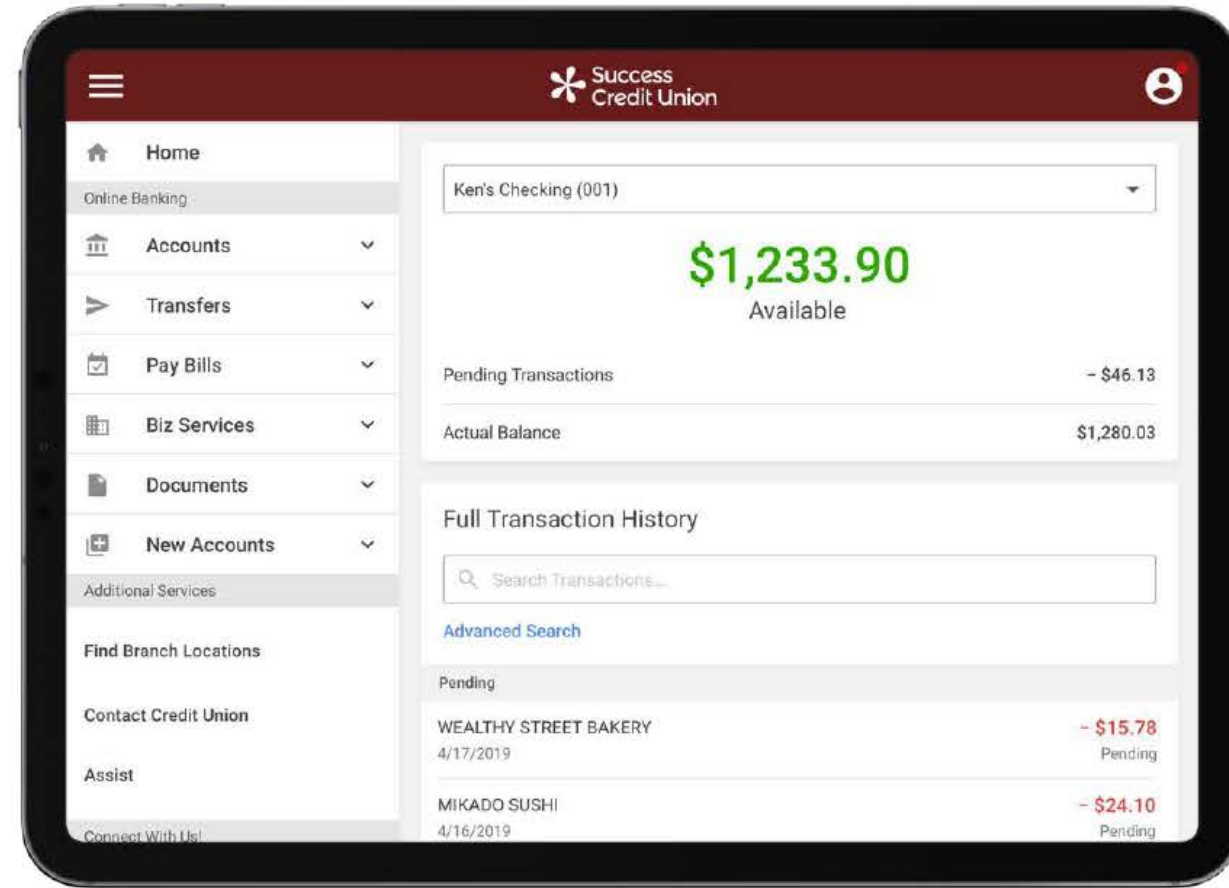 Success
Credit Union
Home
Online Banking
Accounts
Transfers
Pay Bills
Biz Services
Documents
New Accounts
Additional Services
Find Branch Locations
Contact Credit Union
Assist
Connect With Us!
Ken's Checking (001)
$1,233.90
Available
Pending Transactions - $46.13
Actual Balance $1,280.03
Full Transaction History
Search Transactions...
Advanced Search
Pending
WEALTHY STREET BAKERY - $15.78
4/17/2019 Pending
MIKADO SUSHI - $24.10
4/16/2019 Pending